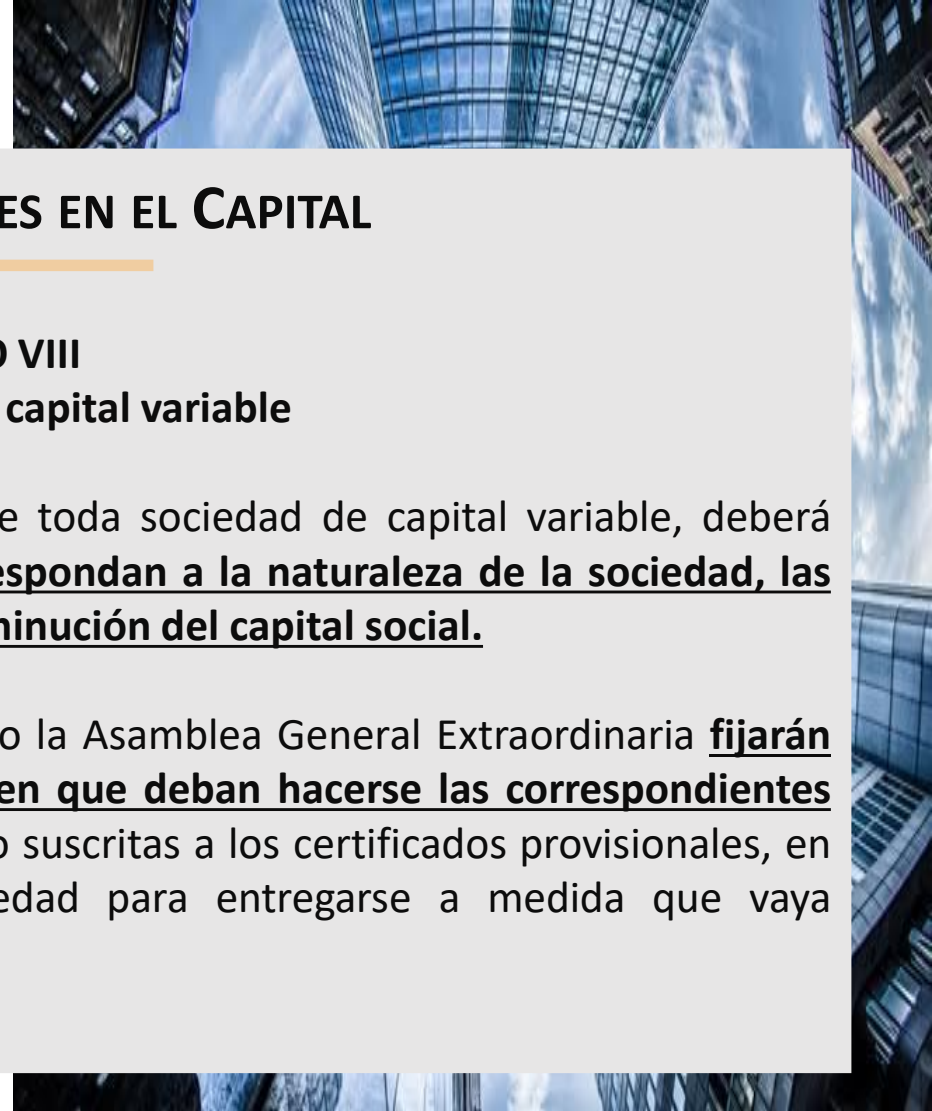 ES EN EL CAPITAL
O VIII
capital variable
e toda sociedad de capital variable, deberá
espondan a la naturaleza de la sociedad, las
minución del capital social.
o la Asamblea General Extraordinaria fijarán
en que deban hacerse las correspondientes
o suscritas a los certificados provisionales, en
edad para entregarse a medida que vaya